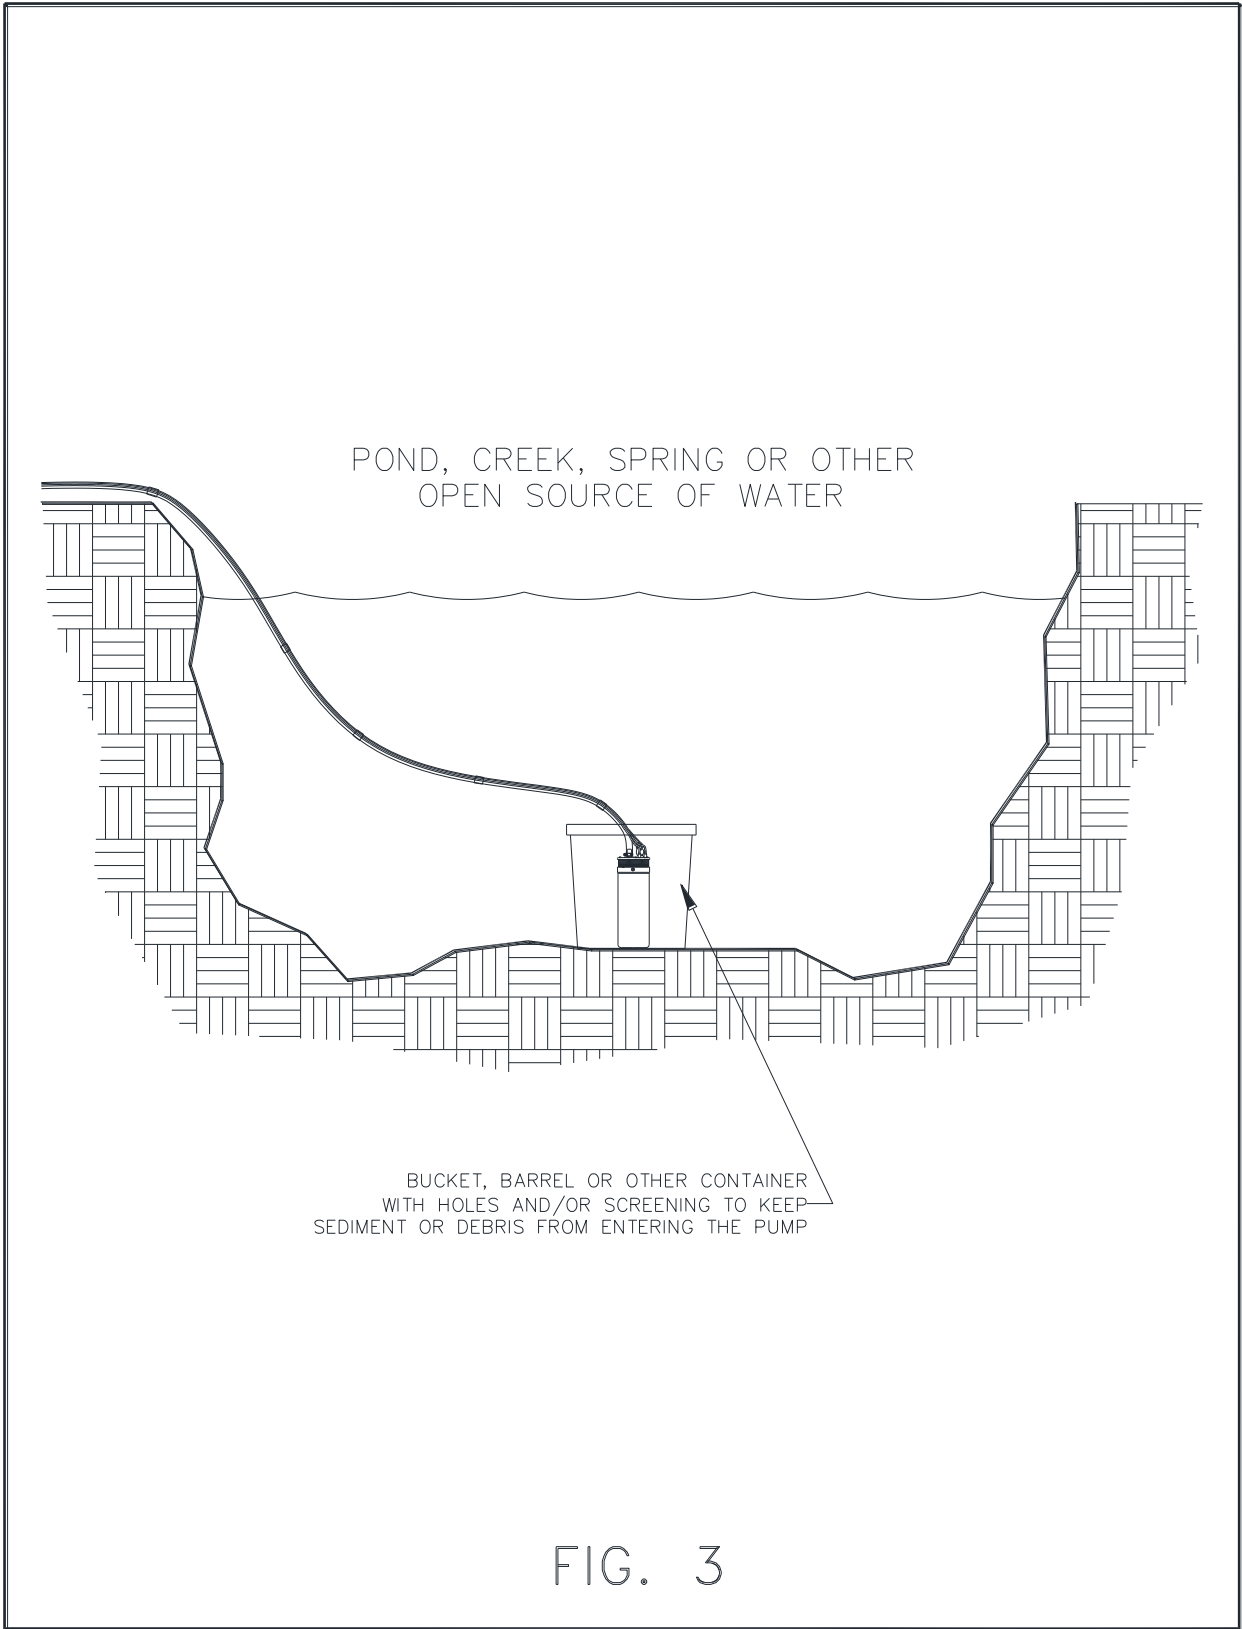 POND, CREEK, SPRING OR OTHER
OPEN SOURCE OF WATER
BUCKET, BARREL OR OTHER CONTAINER
WITH HOLES AND/OR SCREENING TO KEEP
SEDIMENT OR DEBRIS FROM ENTERING THE PUMP
FIG. 3